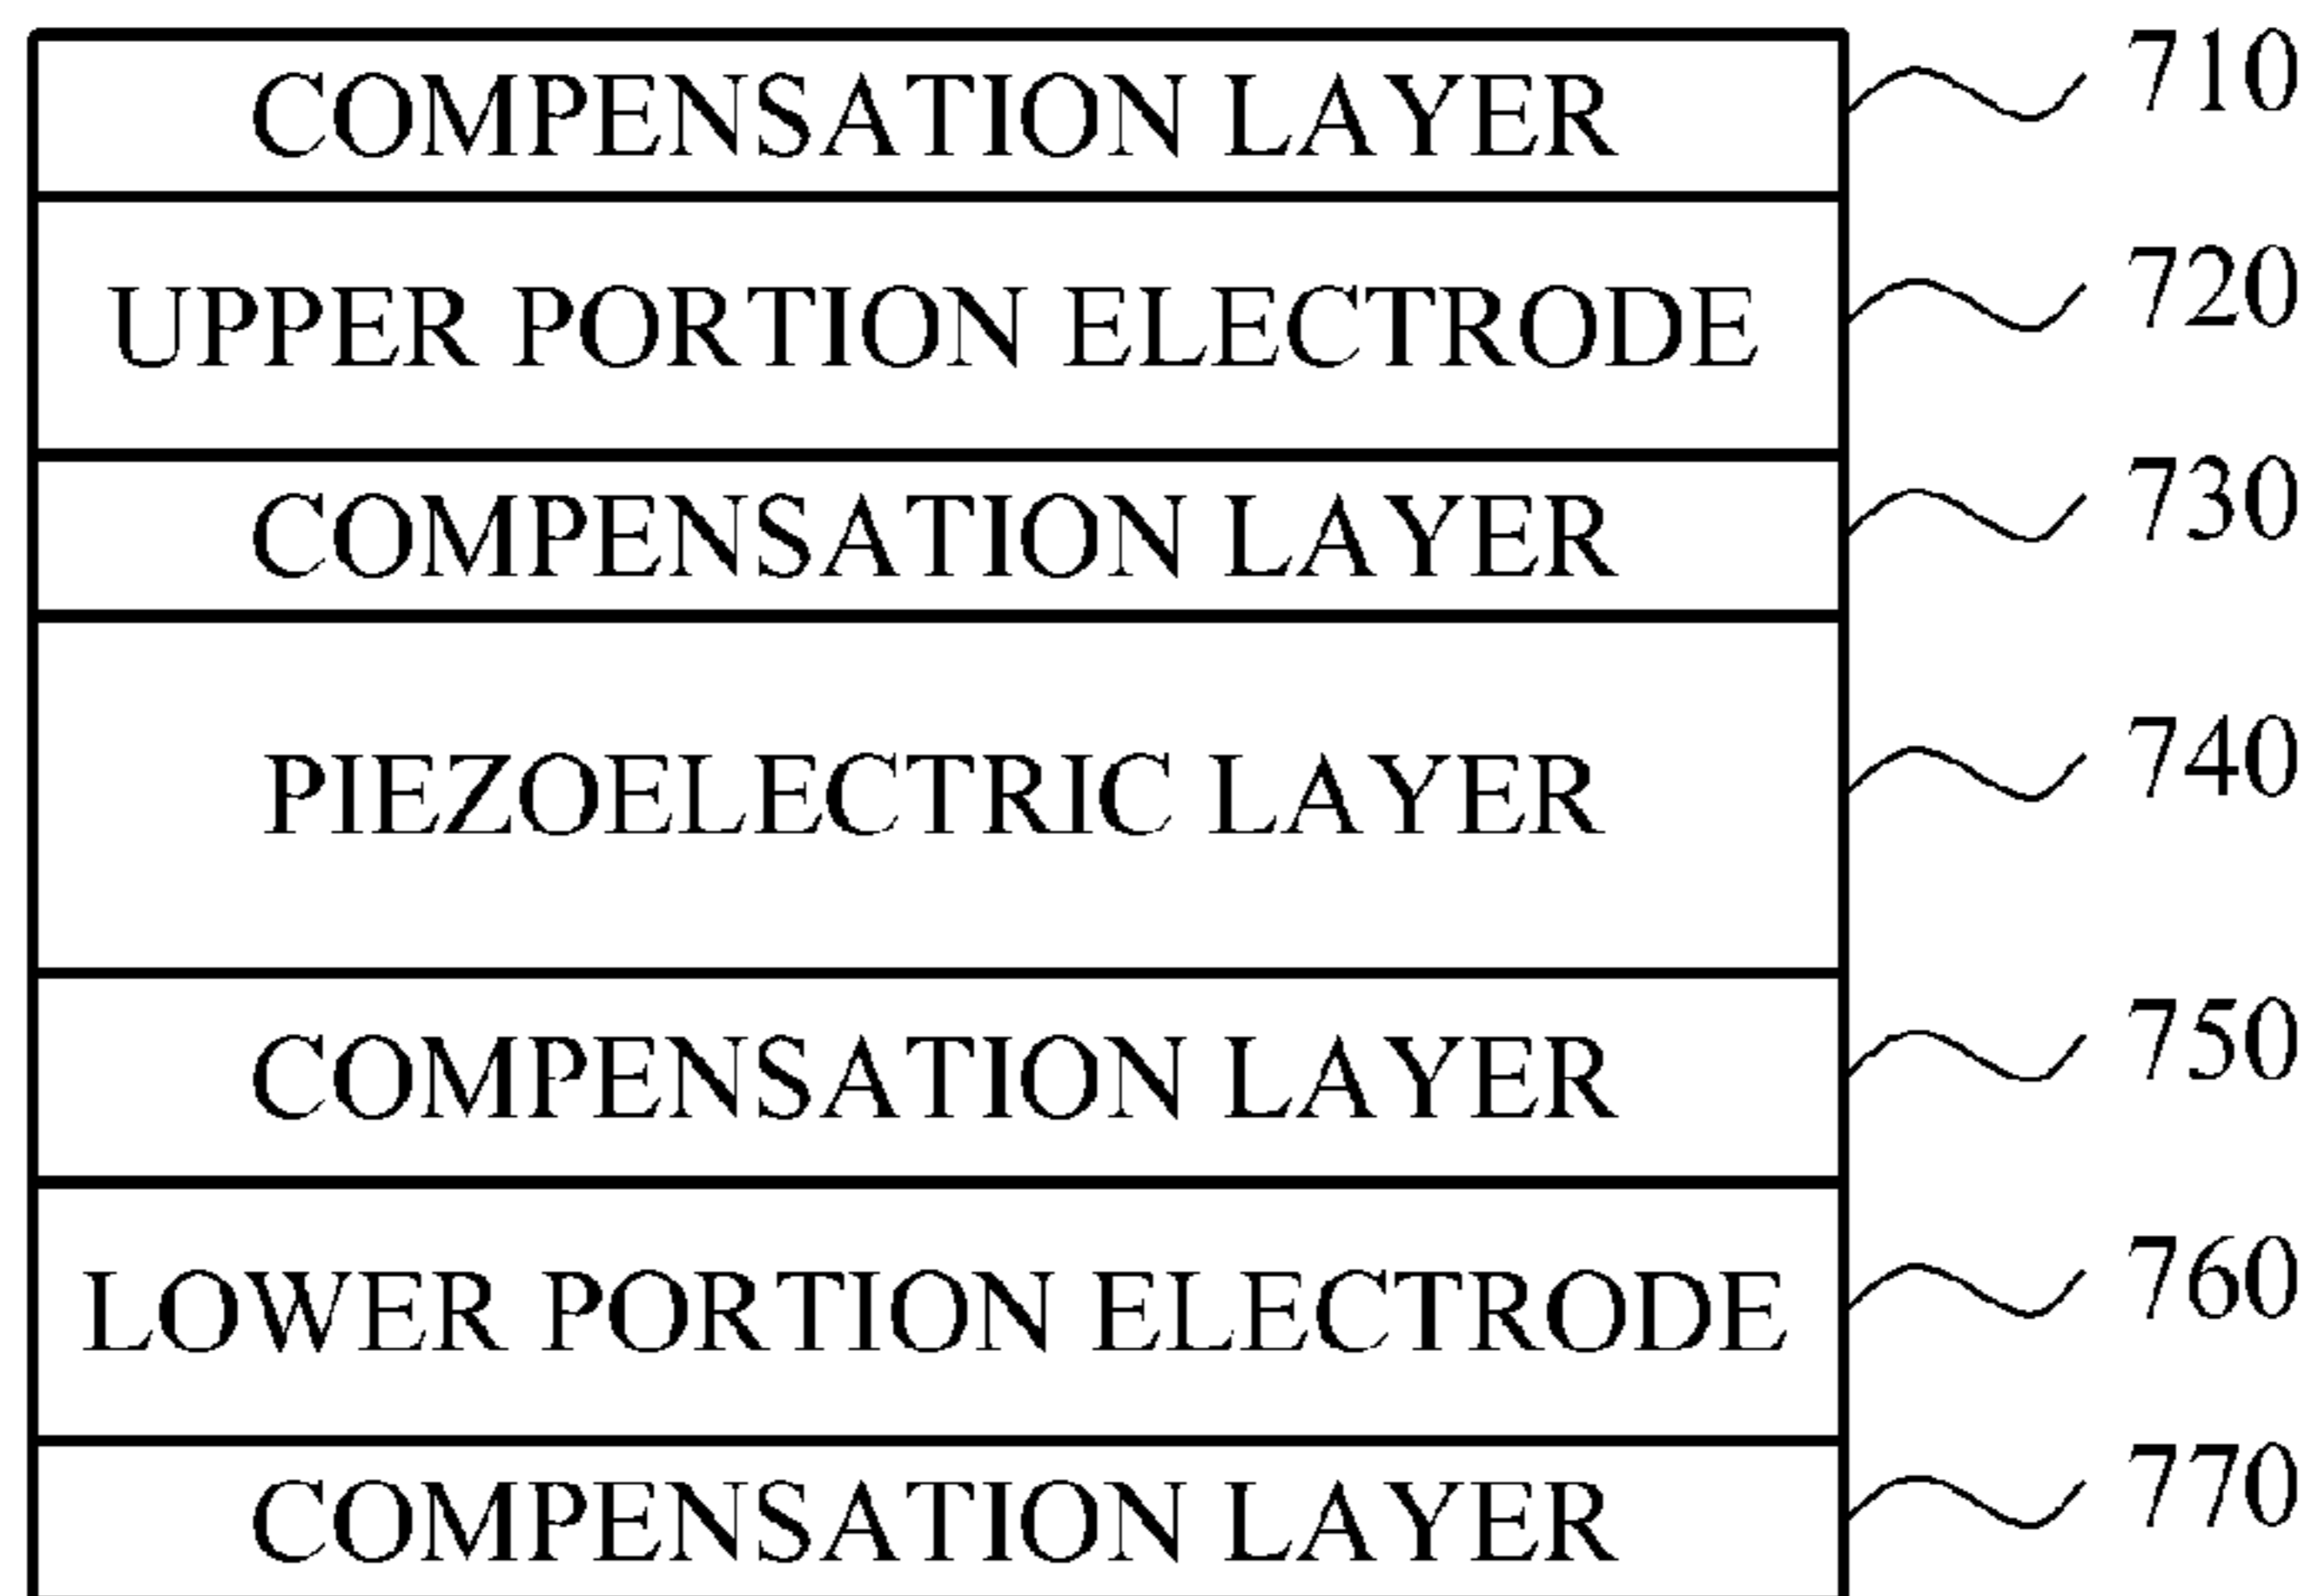 COMPENSATION LAYER 710
UPPER PORTION ELECTRODE 720
COMPENSATION LAYER 730
PIEZOELECTRIC LAYER 740
COMPENSATION LAYER 750
LOWER PORTION ELECTRODE 760
COMPENSATION LAYER 770